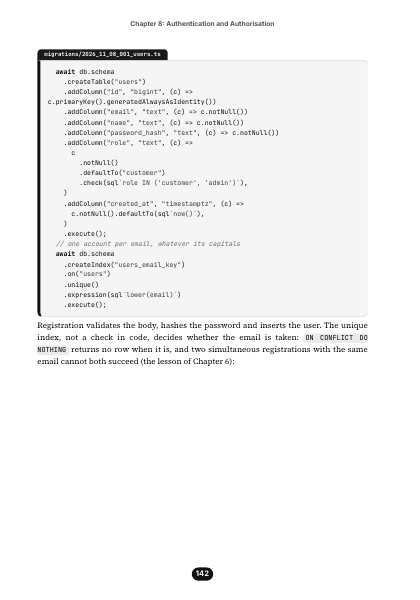 Chapter 8: Authentication and Authorisation
migrations/2026_11_08_001_users.ts
await db.schema
.createTable("users")
.addColumn("id", "bigint", (c) =>
c.primaryKey().generatedAlwaysAsIdentity())
.addColumn("email", "text", (c) => c.notNull())
.addColumn("name", "text", (c) => c.notNull())
.addColumn("password_hash", "text", (c) => c.notNull())
.addColumn("role", "text", (c) =>
c
.notNull()
.defaultTo("customer")
.check(sql`role IN ('customer', 'admin')`),
)
.addColumn("created_at", "timestamptz", (c) =>
c.notNull().defaultTo(sql`now()`),
)
.execute();
// one account per email, whatever its capitals
await db.schema
.createIndex("users_email_key")
.on("users")
.unique()
.expression(sql`lower(email)`)
.execute();
Registration validates the body, hashes the password and inserts the user. The unique
index, not a check in code, decides whether the email is taken: ON CONFLICT DO
NOTHING returns no row when it is, and two simultaneous registrations with the same
email cannot both succeed (the lesson of Chapter 6):
142